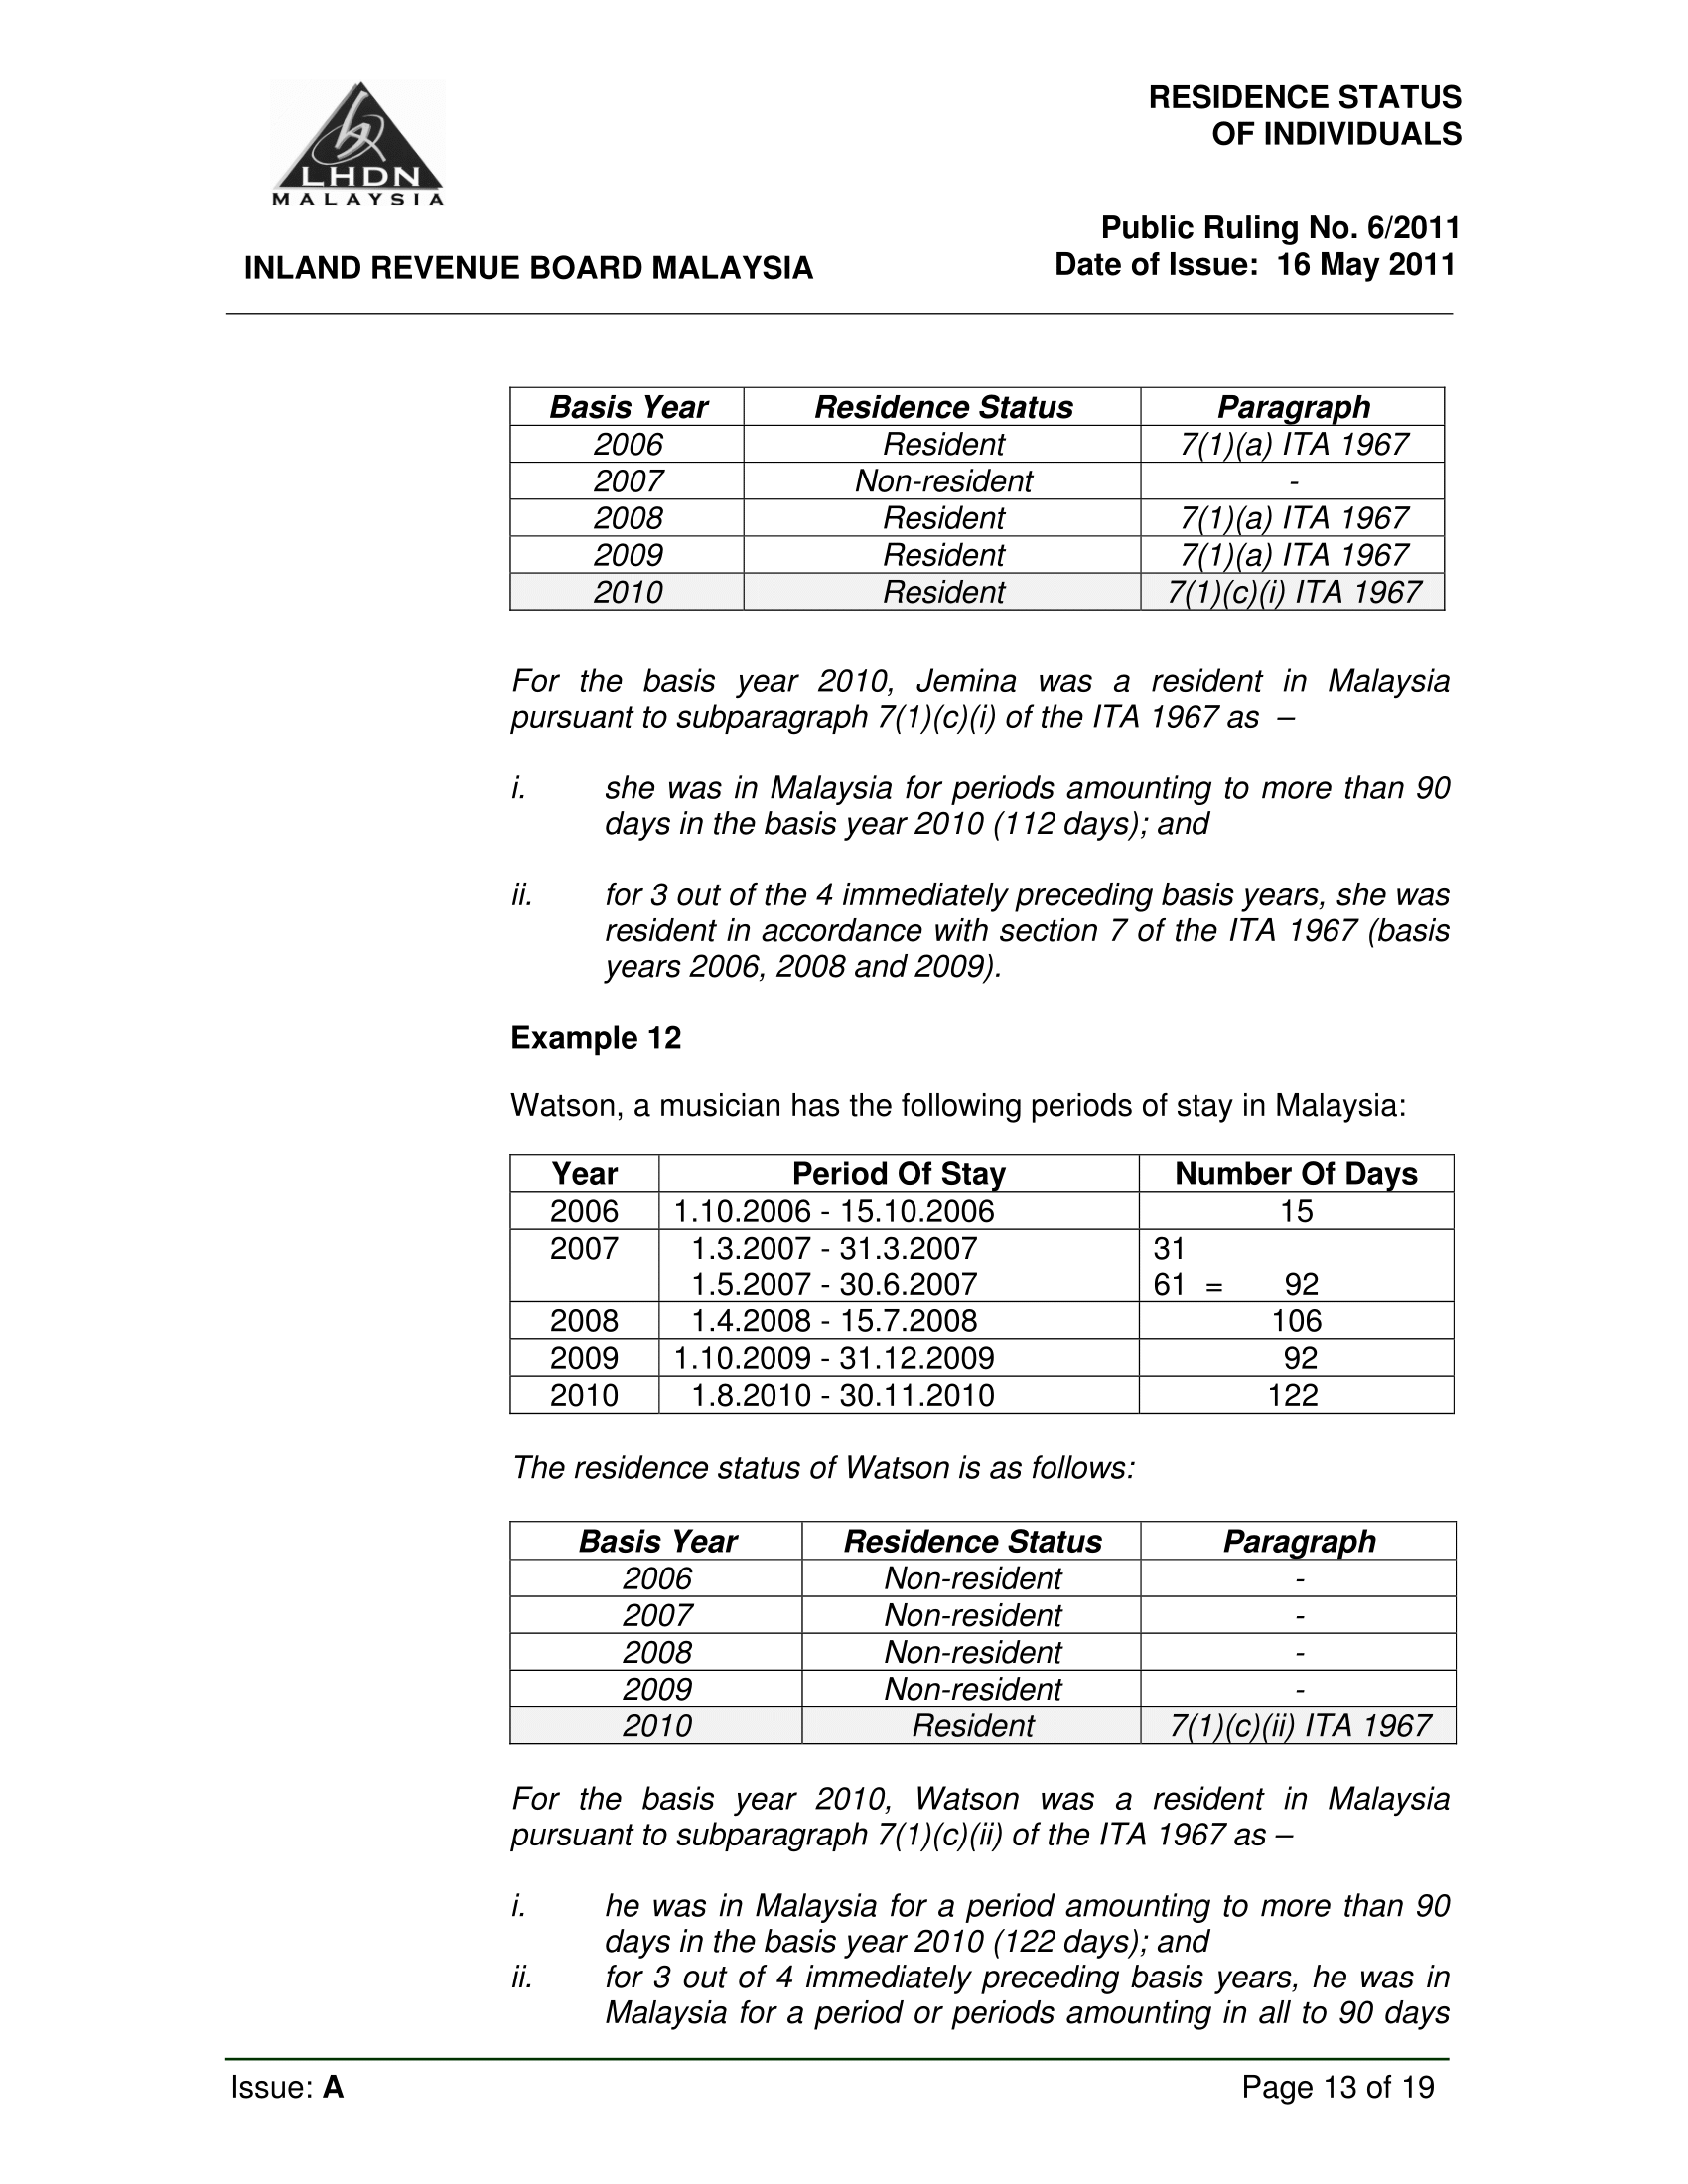 LHDN
MALAYSIA
RESIDENCE STATUS
OF INDIVIDUALS
Public Ruling No. 6/2011
INLAND REVENUE BOARD MALAYSIA
Date of Issue: 16 May 2011
Basis Year Residence Status Paragraph
2006 Resident 7(1)(a) ITA 1967
2007 Non-resident -
2008 Resident 7(1)(a) ITA 1967
2009 Resident 7(1)(a) ITA 1967
2010 Resident 7(1)(c)(i) ITA 1967
For the basis year 2010, Jemina was a resident in Malaysia
pursuant to subparagraph 7(1)(c)(i) of the ITA 1967 as –
i. she was in Malaysia for periods amounting to more than 90
days in the basis year 2010 (112 days); and
ii. for 3 out of the 4 immediately preceding basis years, she was
resident in accordance with section 7 of the ITA 1967 (basis
years 2006, 2008 and 2009).
Example 12
Watson, a musician has the following periods of stay in Malaysia:
Year Period Of Stay Number Of Days
2006 1.10.2006 - 15.10.2006 15
2007 1.3.2007 - 31.3.2007 31
1.5.2007 - 30.6.2007 61 = 92
2008 1.4.2008 - 15.7.2008 106
2009 1.10.2009 - 31.12.2009 92
2010 1.8.2010 - 30.11.2010 122
The residence status of Watson is as follows:
Basis Year Residence Status Paragraph
2006 Non-resident -
2007 Non-resident -
2008 Non-resident -
2009 Non-resident -
2010 Resident 7(1)(c)(ii) ITA 1967
For the basis year 2010, Watson was a resident in Malaysia
pursuant to subparagraph 7(1)(c)(ii) of the ITA 1967 as –
i. he was in Malaysia for a period amounting to more than 90
days in the basis year 2010 (122 days); and
ii. for 3 out of 4 immediately preceding basis years, he was in
Malaysia for a period or periods amounting in all to 90 days
Issue: A Page 13 of 19